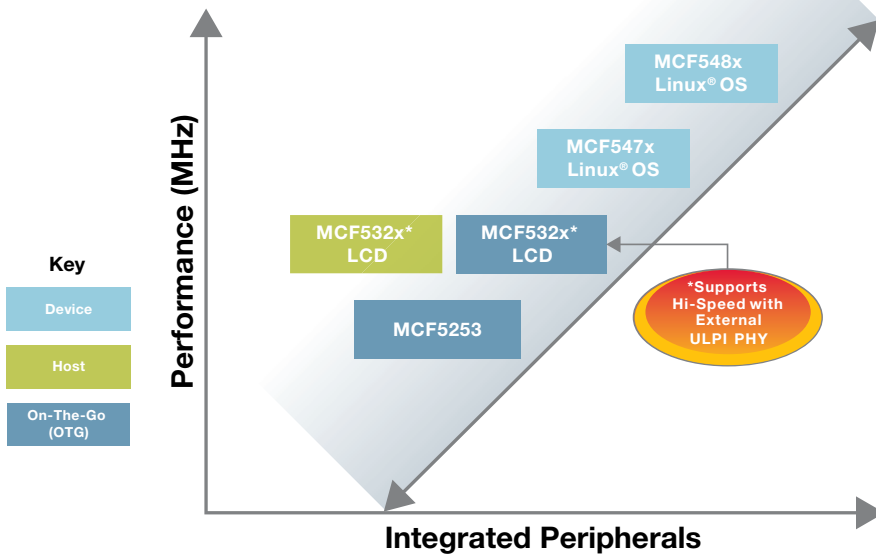 MCF548x
Linux® OS
MCF547x
Linux® OS
MCF532x*
LCD
MCF532x*
LCD
MCF5253
*Supports
Hi-Speed with
External
ULPI PHY
Key
Device
Host
On-The-Go
(OTG)
Performance (MHz)
Integrated Peripherals